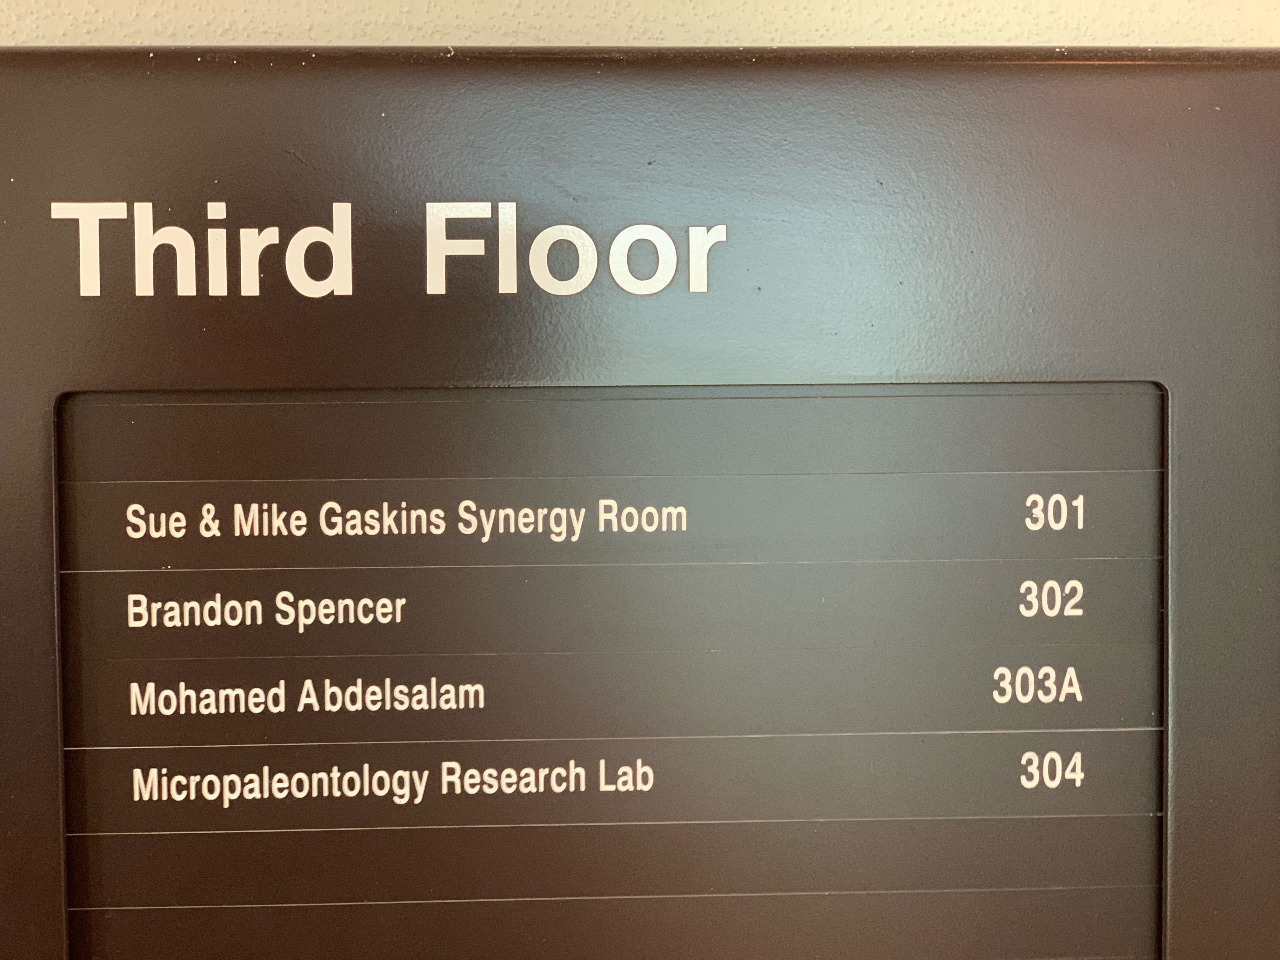 Third Floor
Sue & Mike Gaskins Synergy Room 301
Brandon Spencer 302
Mohamed Abdelsalam 303A
Micropaleontology Research Lab 304